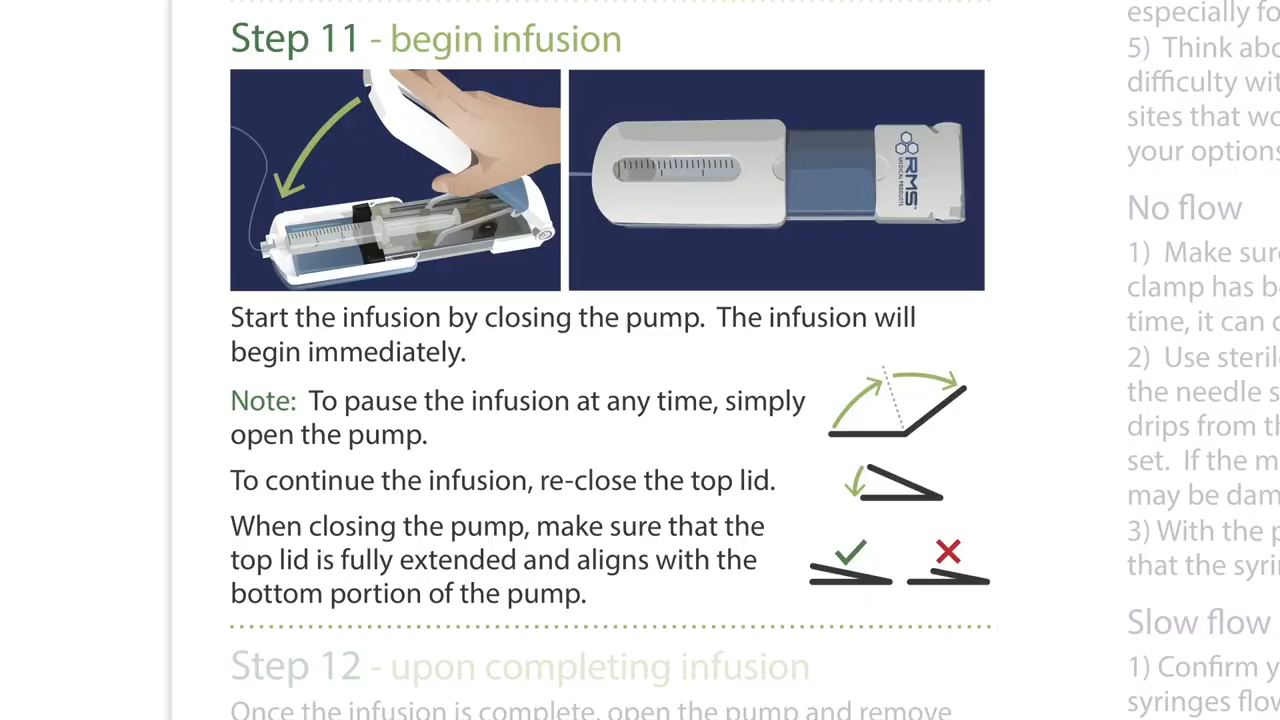 Step 11 - begin infusion
RMS
MEDICAL PRODUCTS
Start the infusion by closing the pump.  The infusion will
begin immediately.
Note:  To pause the infusion at any time, simply
open the pump.
To continue the infusion, re-close the top lid.
When closing the pump, make sure that the
top lid is fully extended and aligns with the
bottom portion of the pump.
Step 12 - upon completing infusion
Once the infusion is complete, open the pump and remove
especially fo
5)  Think abo
difficulty wit
sites that wo
your options
No flow
1)  Make sure
clamp has be
time, it can c
2)  Use steril
the needle s
drips from th
set.  If the m
may be dam
3) With the p
that the syrin
Slow flow
1) Confirm y
syringes flow